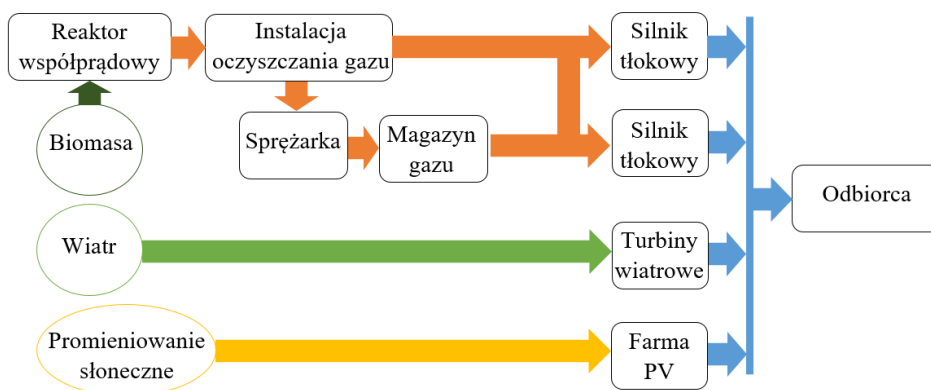 Reaktor
współprądowy
Instalacja
oczyszczania gazu
Silnik
tłokowy
Biomasa
Sprężarka
Magazyn
gazu
Silnik
tłokowy
Odbiorca
Wiatr
Turbiny
wiatrowe
Promieniowanie
słoneczne
Farma
PV